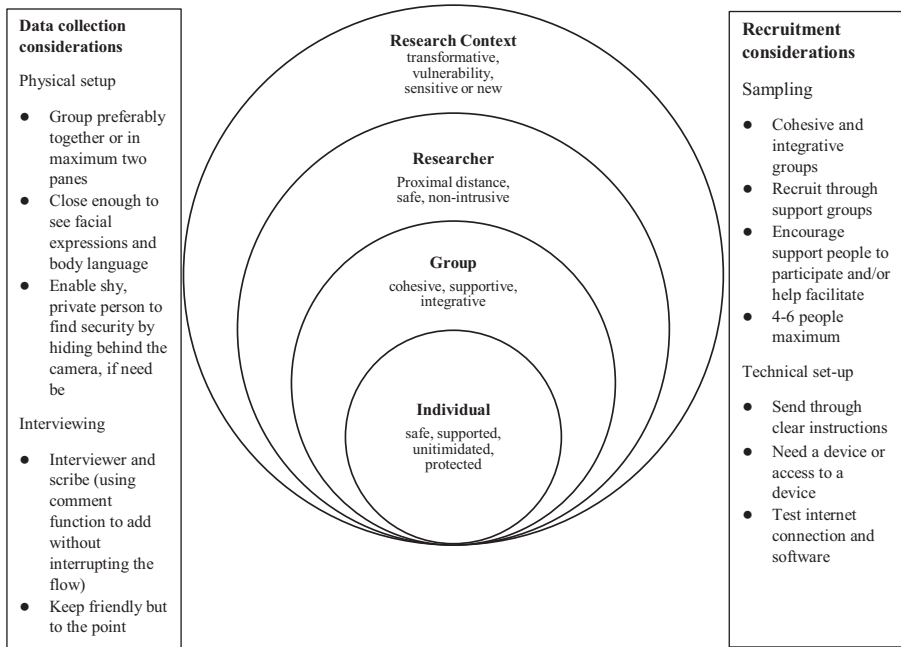 Data collection
considerations
Physical setup
● Group preferably
together or in
maximum two
panes
● Close enough to
see facial
expressions and
body language
● Enable shy,
private person to
find security by
hiding behind the
camera, if need
be
Interviewing
● Interviewer and
scribe (using
comment
function to add
without
interrupting the
flow)
● Keep friendly but
to the point
Research Context
transformative,
vulnerability,
sensitive or new
Researcher
Proximal distance,
safe, non-intrusive
Group
cohesive, supportive,
integrative
Individual
safe, supported,
unitimidated,
protected
Recruitment
considerations
Sampling
● Cohesive and
integrative
groups
● Recruit through
support groups
● Encourage
support people to
participate and/or
help facilitate
● 4-6 people
maximum
Technical set-up
● Send through
clear instructions
● Need a device or
access to a
device
● Test internet
connection and
software